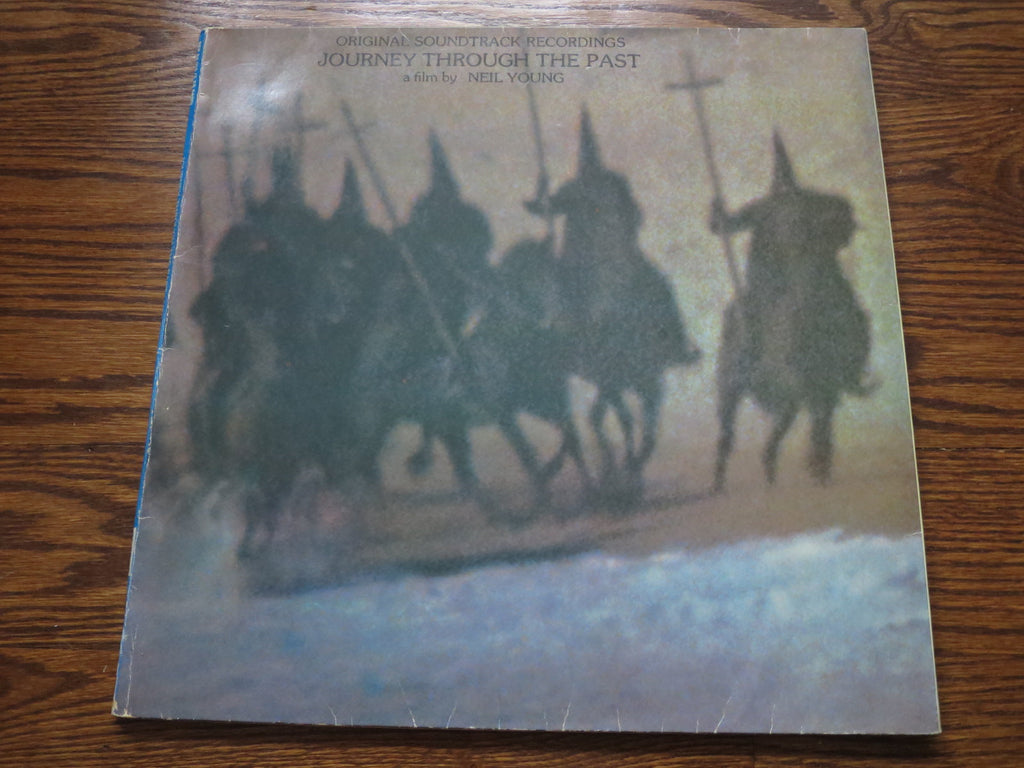 ORIGINAL SOUNDTRACK RECORDINGS
JOURNEY THROUGH THE PAST
a film by NEIL YOUNG